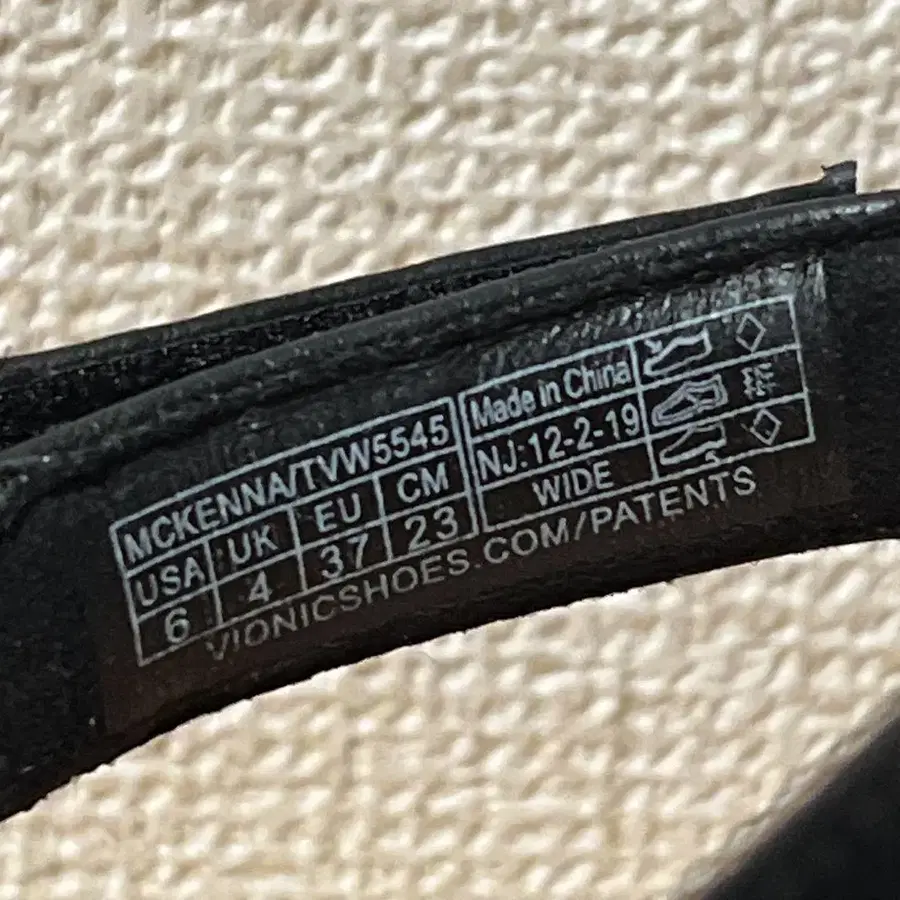 MCKENNA/TVW5545
USA UK EU CM
6 4 37 23
Made in China
NJ:12-2-19
WIDE
VIONICSHOES.COM/PATENTS